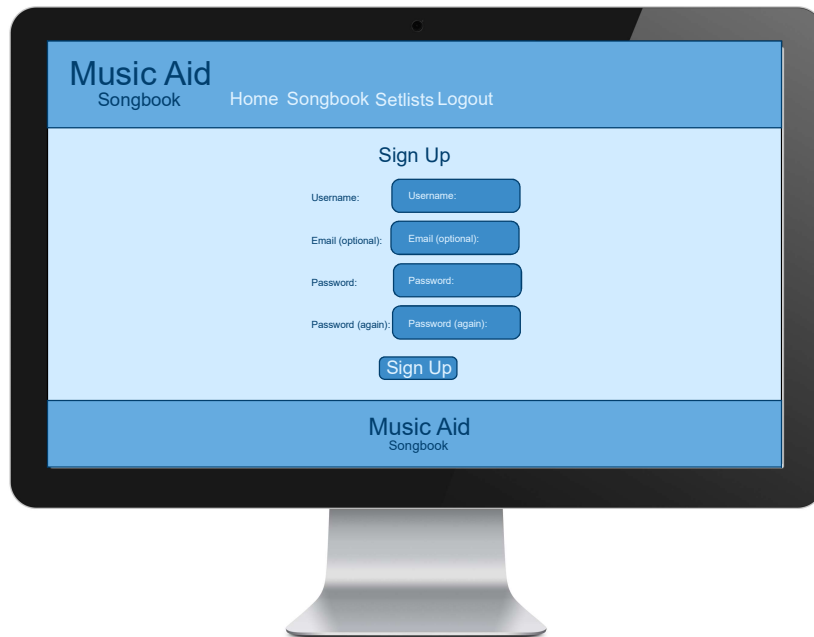 Music Aid
Songbook
Home Songbook Setlists Logout
Sign Up
Username: Username:
Email (optional): Email (optional):
Password: Password:
Password (again): Password (again):
Sign Up
Music Aid
Songbook